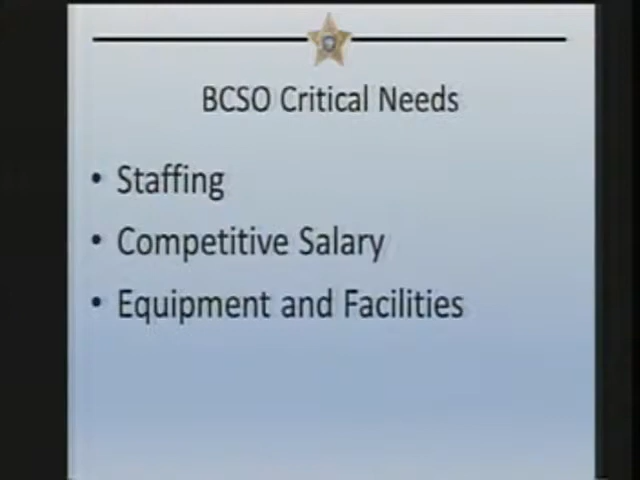 BCSO Critical Needs
• Staffing
• Competitive Salary
• Equipment and Facilities